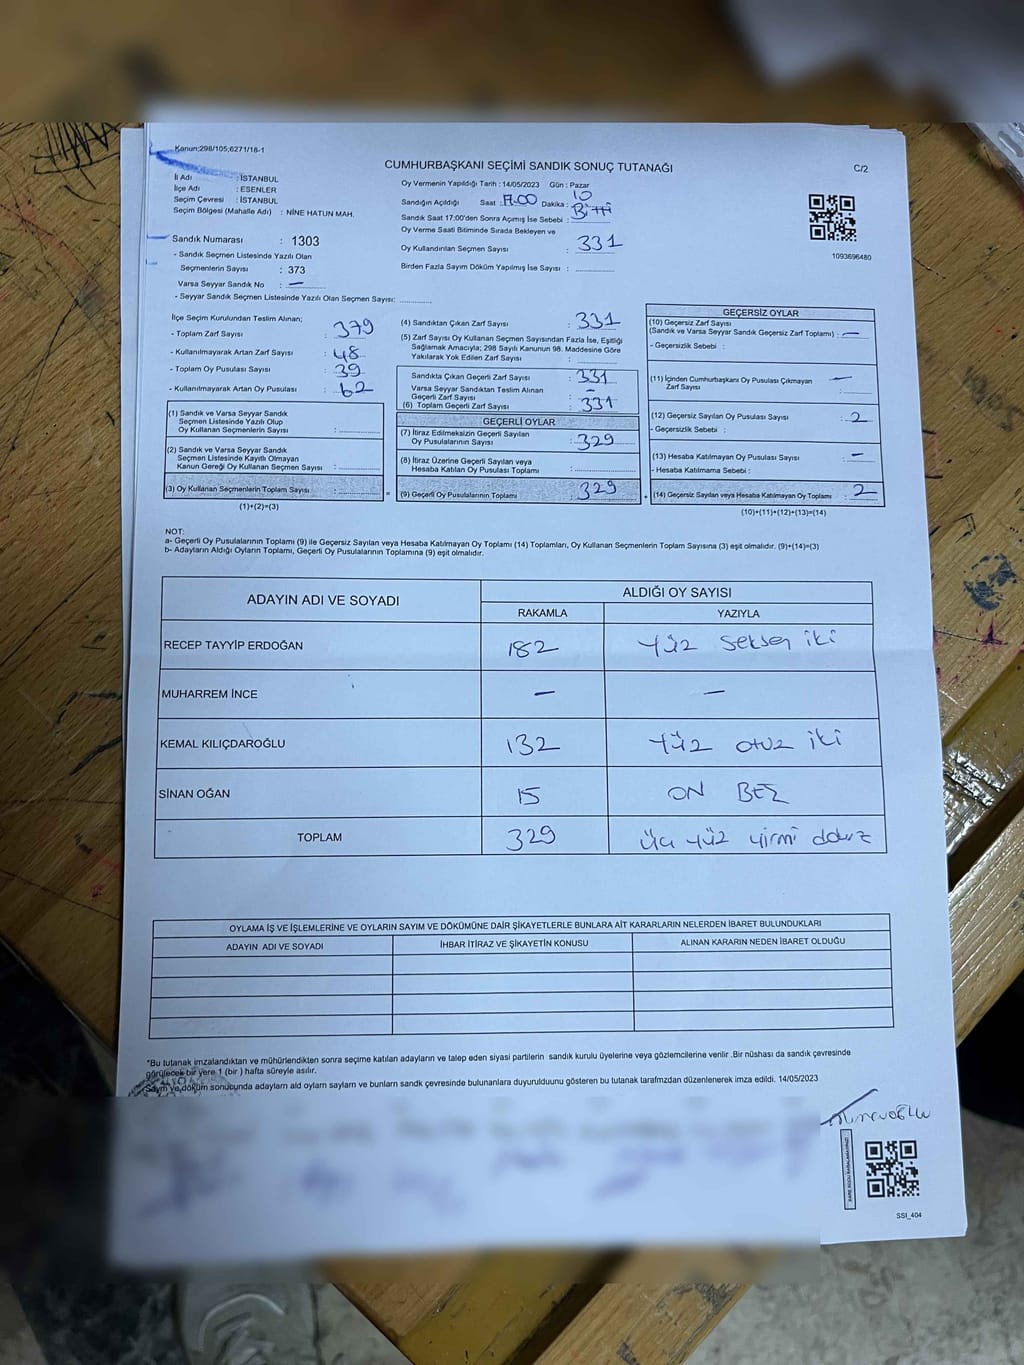 Kanun;298/105;6271/18-1
CUMHURBAŞKANI SEÇİMİ SANDIK SONUÇ TUTANAĞI
C/2
İl Adı : İSTANBUL
İlçe Adı : ESENLER
Seçim Çevresi : İSTANBUL
Seçim Bölgesi (Mahalle Adı) : NİNE HATUN MAH.
Oy Vermenin Yapıldığı Tarih : 14/05/2023 Gün : Pazar
Sandığın Açıldığı Saat : 17.00 Dakika : 10
Sandık Saat 17:00'den Sonra Açımış İse Sebebi : Bitti
Oy Verme Saati Bitiminde Sırada Bekleyen ve
Oy Kullandırılan Seçmen Sayısı : 331
Birden Fazla Sayım Döküm Yapılmış İse Sayısı : ..............
1093696480
Sandık Numarası : 1303
- Sandık Seçmen Listesinde Yazılı Olan
Seçmenlerin Sayısı : 373
Varsa Seyyar Sandık No : —
- Seyyar Sandık Seçmen Listesinde Yazılı Olan Seçmen Sayısı: ............
İlçe Seçim Kurulundan Teslim Alınan;
- Toplam Zarf Sayısı : 379
- Kullanılmayarak Artan Zarf Sayısı : 48
- Toplam Oy Pusulası Sayısı : 39
- Kullanılmayarak Artan Oy Pusulası : 62
(1) Sandık ve Varsa Seyyar Sandık
Seçmen Listesinde Yazılı Olup
Oy Kullanan Seçmenlerin Sayısı : ..............
(2) Sandık ve Varsa Seyyar Sandık
Seçmen Listesinde Kayıtlı Olmayan
Kanun Gereği Oy Kullanan Seçmen Sayısı : ..............
(3) Oy Kullanan Seçmenlerin Toplam Sayısı : ..............
(1)+(2)=(3)
(4) Sandıktan Çıkan Zarf Sayısı : 331
(5) Zarf Sayısı Oy Kullanan Seçmen Sayısından Fazla İse, Eşitliği
Sağlamak Amacıyla; 298 Sayılı Kanunun 98. Maddesine Göre
Yakılarak Yok Edilen Zarf Sayısı : ..............
Sandıkta Çıkan Geçerli Zarf Sayısı : 331
Varsa Seyyar Sandıktan Teslim Alınan
Geçerli Zarf Sayısı : —
(6) Toplam Geçerli Zarf Sayısı : 331
GEÇERLİ OYLAR
(7) İtiraz Edilmeksizin Geçerli Sayılan
Oy Pusulalarının Sayısı : 329
(8) İtiraz Üzerine Geçerli Sayılan veya
Hesaba Katılan Oy Pusulası Toplamı : ..............
= (9) Geçerli Oy Pusulalarının Toplamı : 329
GEÇERSİZ OYLAR
(10) Geçersiz Zarf Sayısı
(Sandık ve Varsa Seyyar Sandık Geçersiz Zarf Toplamı) : —
- Geçersizlik Sebebi :
(11) İçinden Cumhurbaşkanı Oy Pusulası Çıkmayan —
Zarf Sayısı : ..........
(12) Geçersiz Sayılan Oy Pusulası Sayısı : 2
- Geçersizlik Sebebi :
(13) Hesaba Katılmayan Oy Pusulası Sayısı : —
- Hesaba Katılmama Sebebi :
+ (14) Geçersiz Sayılan veya Hesaba Katılmayan Oy Toplamı : 2
(10)+(11)+(12)+(13)=(14)
NOT:
a- Geçerli Oy Pusulalarının Toplamı (9) ile Geçersiz Sayılan veya Hesaba Katılmayan Oy Toplamı (14) Toplamları, Oy Kullanan Seçmenlerin Toplam Sayısına (3) eşit olmalıdır. (9)+(14)=(3)
b- Adayların Aldığı Oyların Toplamı, Geçerli Oy Pusulalarının Toplamına (9) eşit olmalıdır.
ADAYIN ADI VE SOYADI ALDIĞI OY SAYISI
RAKAMLA YAZIYLA
RECEP TAYYİP ERDOĞAN 182 Yüz seksen iki
MUHARREM İNCE — —
KEMAL KILIÇDAROĞLU 132 Yüz otuz iki
SİNAN OĞAN 15 ON BEŞ
TOPLAM 329 üç yüz yirmi dokuz
OYLAMA İŞ VE İŞLEMLERİNE VE OYLARIN SAYIM VE DÖKÜMÜNE DAİR ŞİKAYETLERLE BUNLARA AİT KARARLARIN NELERDEN İBARET BULUNDUKLARI
ADAYIN ADI VE SOYADI İHBAR İTİRAZ VE ŞİKAYETİN KONUSU ALINAN KARARIN NEDEN İBARET OLDUĞU
*Bu tutanak imzalandıktan ve mühürlendikten sonra seçime katılan adayların ve talep eden siyasi partilerin sandık kurulu üyelerine veya gözlemcilerine verilir .Bir nüshası da sandık çevresinde
görülecek bir yere 1 (bir ) hafta süreyle asılır.
Sayım ve döküm sonucunda adayların ald oyların sayların ve bunların sandk çevresinde bulunanlara duyurulduunu gösteren bu tutanak tarafmzdan düzenlenerek imza edildi. 14/05/2023
SSI_404